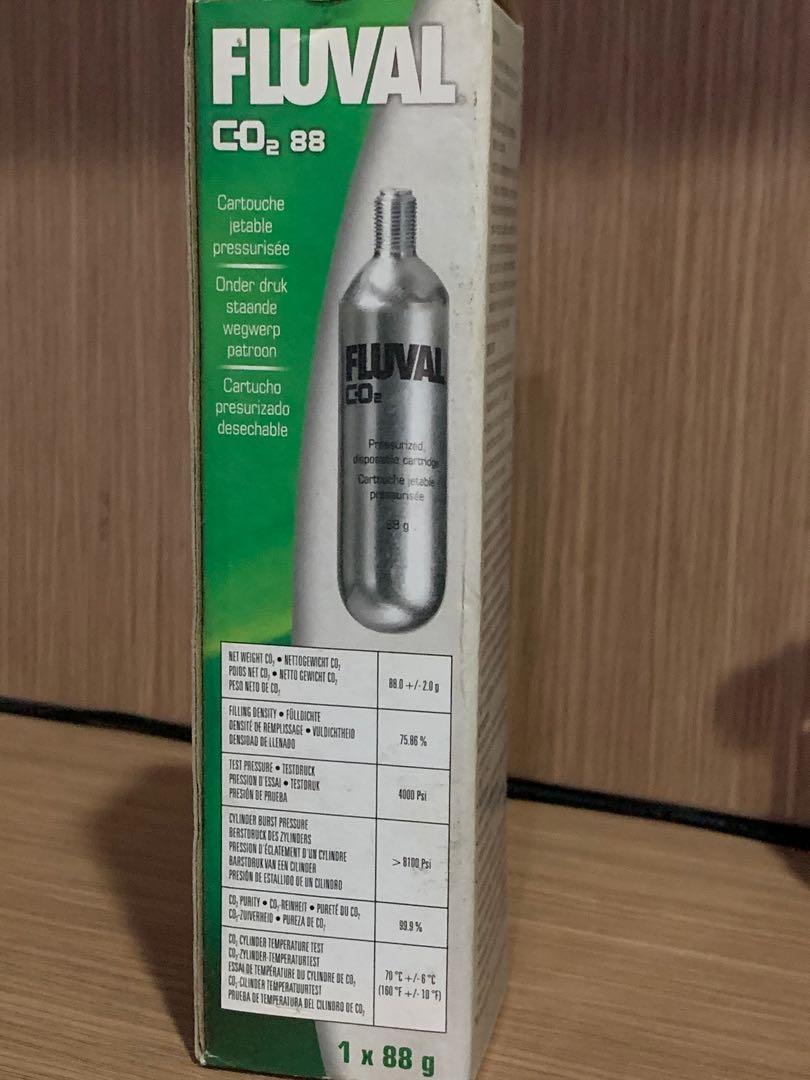 FLUVAL
CO₂ 88
Cartouche
jetable
pressurisée
Onder druk
staande
wegwerp
patroon
Cartucho
presurizado
desechable
FLUVAL
CO₂
Pressurized,
disposable cartridge
Cartouche jetable
pressurisée
88 g
NET WEIGHT CO₂ • NETTOGEWICHT CO₂
POIDS NET CO₂ • NETTO GEWICHT CO₂
PESO NETO DE CO₂
88.0 +/- 2.0 g
FILLING DENSITY • FÜLLDICHTE
DENSITÉ DE REMPLISSAGE • VULDICHTHEID
DENSIDAD DE LLENADO
75.86 %
TEST PRESSURE • TESTDRUCK
PRESSION D'ESSAI • TESTDRUK
PRESIÓN DE PRUEBA
4000 Psi
CYLINDER BURST PRESSURE
BERSTDRUCK DES ZYLINDERS
PRESSION D'ÉCLATEMENT D'UN CYLINDRE
BARSTDRUK VAN EEN CILINDER
PRESIÓN DE ESTALLIDO DE UN CILINDRO
> 8100 Psi
CO₂ PURITY • CO₂-REINHEIT • PURETÉ DU CO₂
CO₂-ZUIVERHEID • PUREZA DE CO₂
99.9 %
CO₂ CYLINDER TEMPERATURE TEST
CO₂-ZYLINDER-TEMPERATURTEST
ESSAI DE TEMPÉRATURE DU CYLINDRE DE CO₂
CO₂-CILINDER TEMPERATUURTEST
PRUEBA DE TEMPERATURA DEL CILINDRO DE CO₂
70 °C +/- 6 °C
(160 °F +/- 10 °F)
1 x 88 g